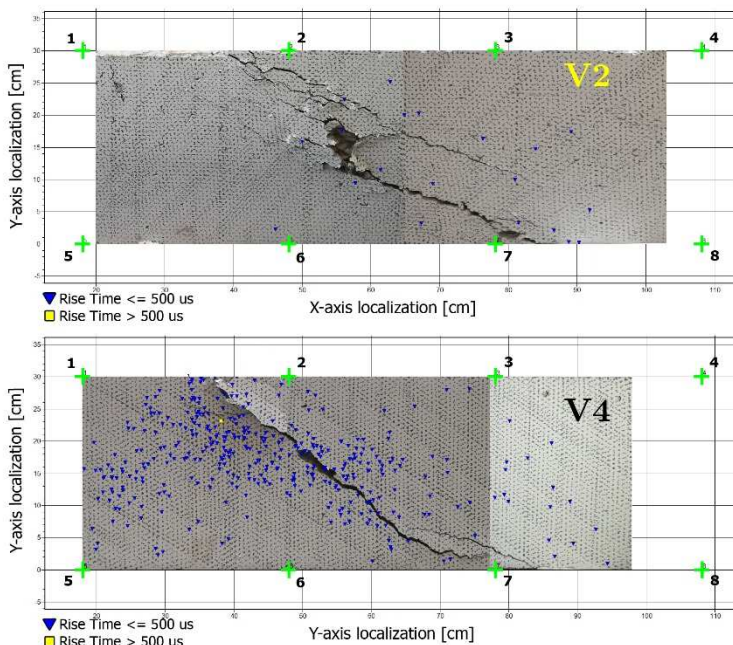 35
1 2 3 4
30
V2
25
20
15
10
5
0
5 6 7 8
-5
20 30 40 50 60 70 80 90 100 110
Y-axis localization [cm]
Rise Time <= 500 us
Rise Time > 500 us
X-axis localization [cm]
35
1 2 3 4
30
V4
25
20
15
10
5
0
5 6 7 8
-5
20 30 40 50 60 70 80 90 100 110
Y-axis localization [cm]
Rise Time <= 500 us
Rise Time > 500 us
Y-axis localization [cm]